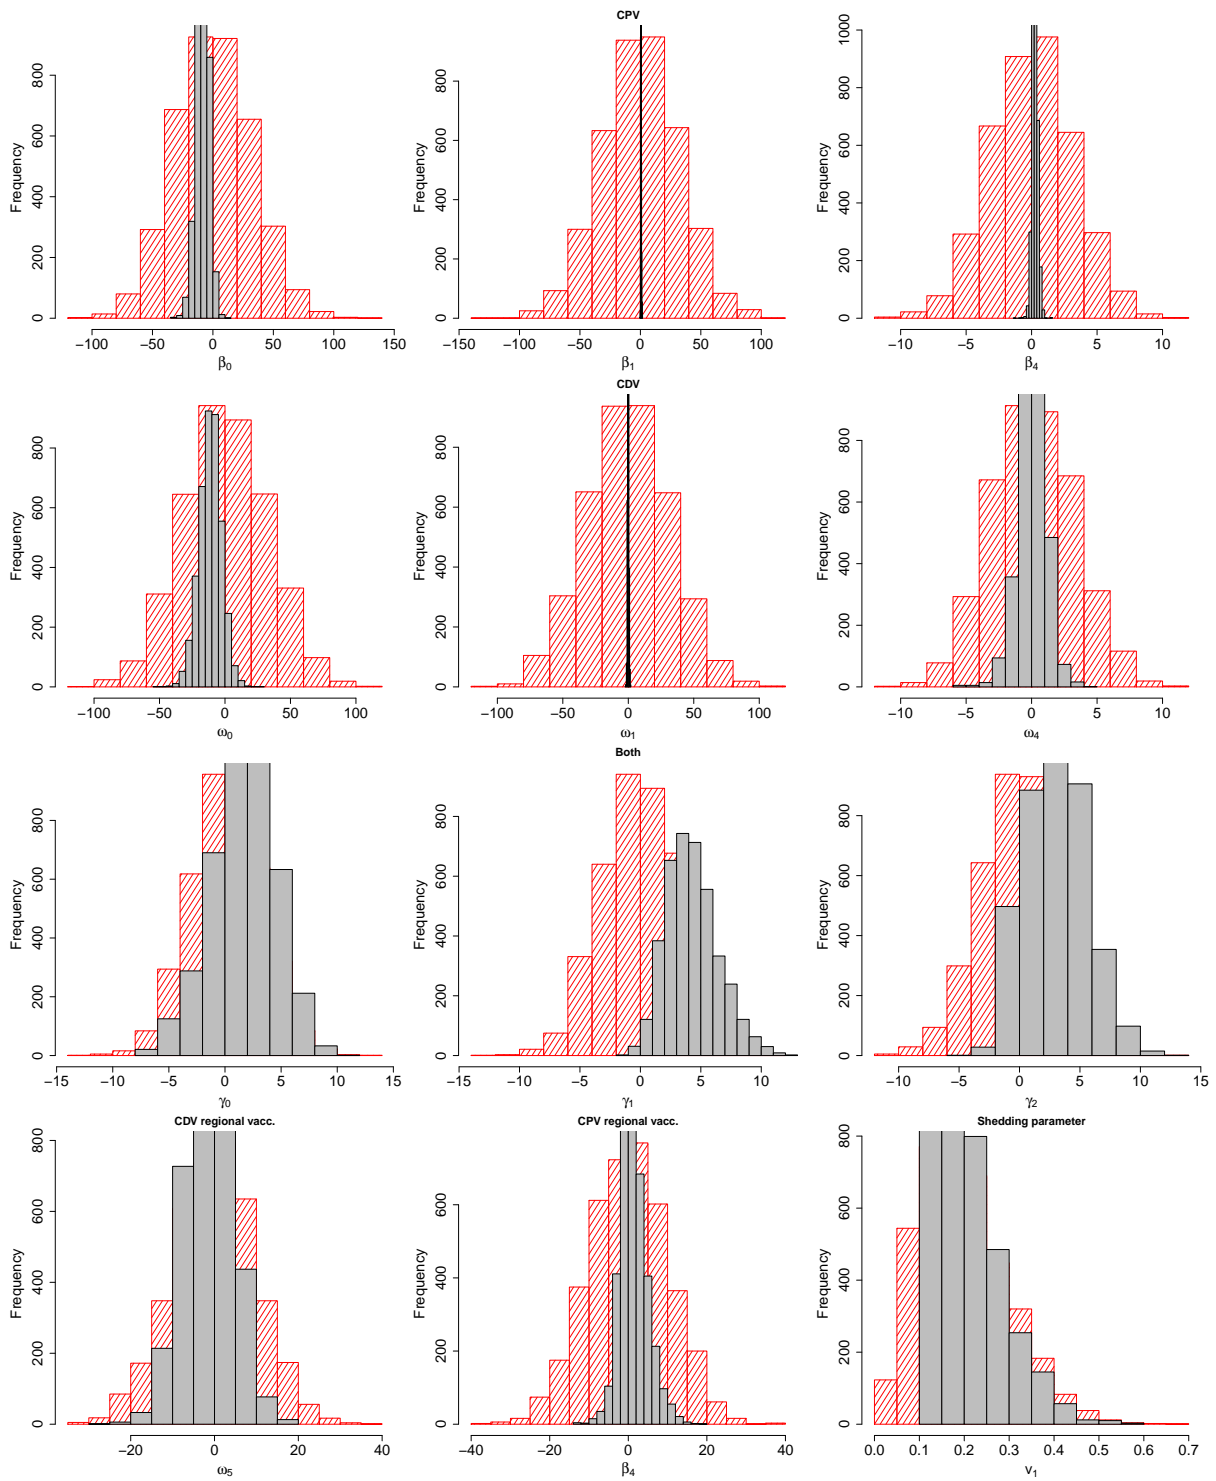 CPV
Frequency
0 200 400 600 800
−100 −50 0 50 100 150
β0
Frequency
0 200 400 600 800
−150 −100 −50 0 50 100
β1
Frequency
0 200 400 600 800 1000
−10 −5 0 5 10
β4
CDV
Frequency
0 200 400 600 800
−100 −50 0 50 100
ω0
Frequency
0 200 400 600 800
−100 −50 0 50 100
ω1
Frequency
0 200 400 600 800
−10 −5 0 5 10
ω4
Both
Frequency
0 200 400 600 800
−15 −10 −5 0 5 10 15
γ0
Frequency
0 200 400 600 800
−15 −10 −5 0 5 10
γ1
Frequency
0 200 400 600 800
−10 −5 0 5 10 15
γ2
CDV regional vacc.
Frequency
0 200 400 600 800
−20 0 20 40
ω5
CPV regional vacc.
Frequency
0 200 400 600
−40 −20 0 20 40
β4
Shedding parameter
Frequency
0 200 400 600 800
0.0 0.1 0.2 0.3 0.4 0.5 0.6 0.7
ν1